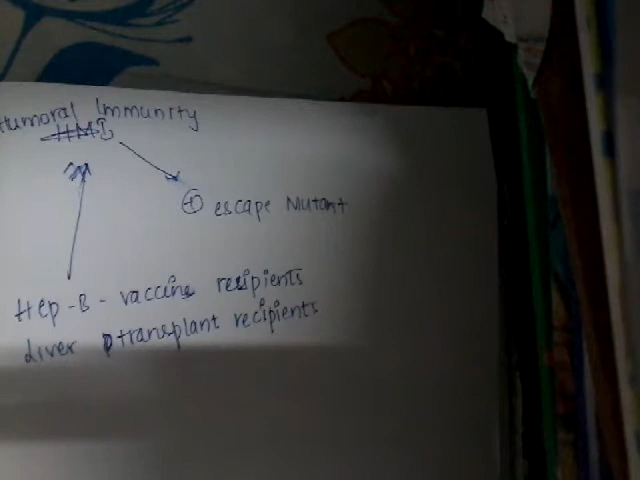 Humoral Immunity
HMI
⊕ escape Mutant
Hep-B - vaccine recipients
Liver transplant recipients